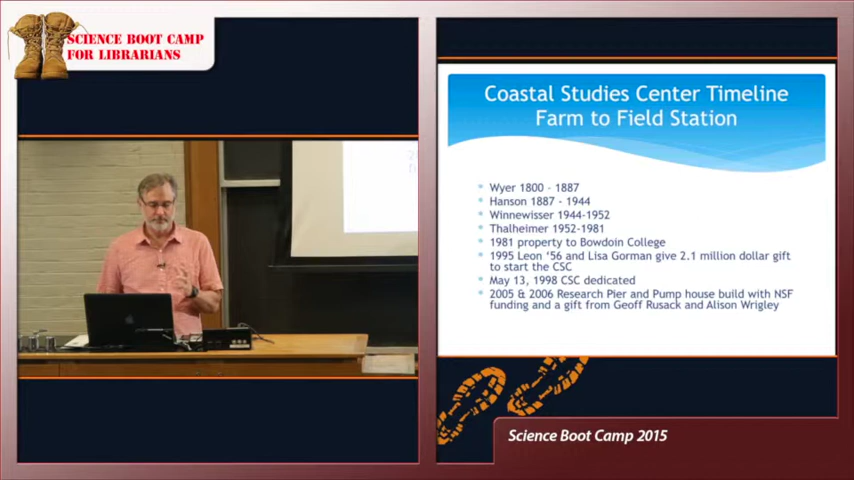 SCIENCE BOOT CAMP
FOR LIBRARIANS
Coastal Studies Center Timeline
Farm to Field Station
Wyer 1800 - 1887
Hanson 1887 - 1944
Winnewisser 1944-1952
Thalheimer 1952-1981
1981 property to Bowdoin College
1995 Leon ‘56 and Lisa Gorman give 2.1 million dollar gift
to start the CSC
May 13, 1998 CSC dedicated
2005 & 2006 Research Pier and Pump house build with NSF
funding and a gift from Geoff Rusack and Alison Wrigley
Science Boot Camp 2015